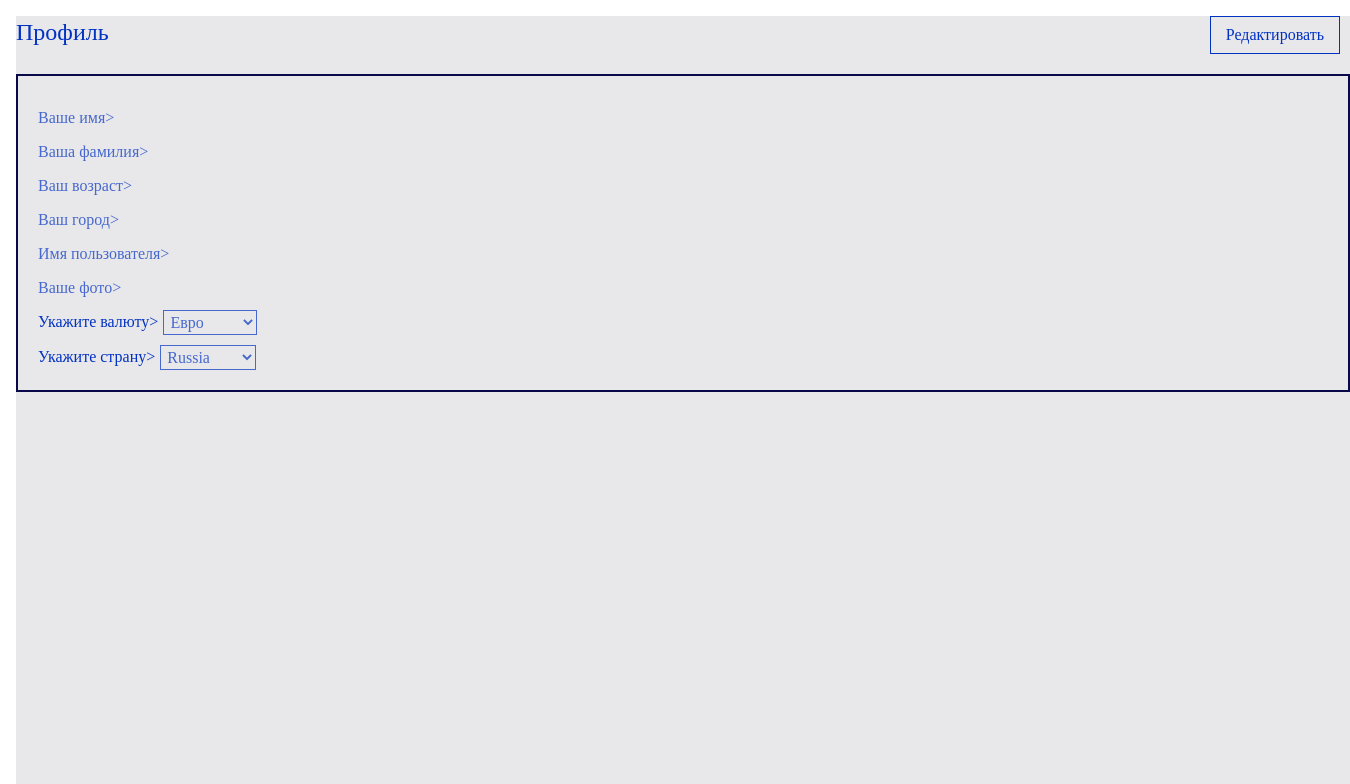 Профиль
Редактировать
Ваше имя>
Ваша фамилия>
Ваш возраст>
Ваш город>
Имя пользователя>
Ваше фото>
Укажите валюту> Евро
Укажите страну> Russia